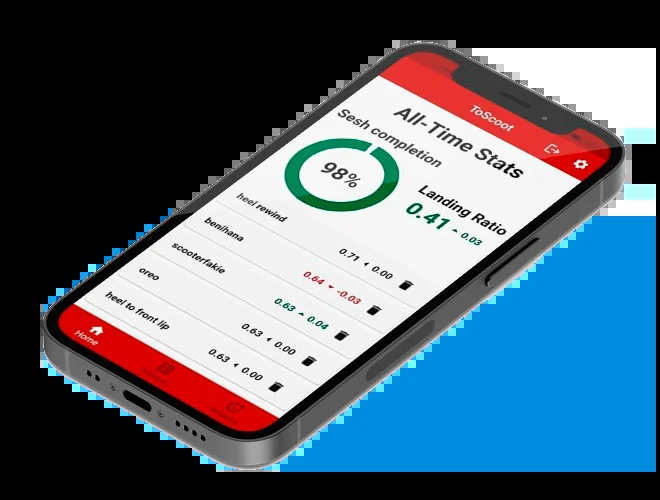 ToScoot
All-Time Stats
Sesh completion
98%
Landing Ratio
0.41 0.03
heel rewind 0.71 0.00
benihana 0.64 -0.03
scooterfakie 0.63 0.04
oreo 0.63 0.00
heel to front lip 0.63 0.00
Home